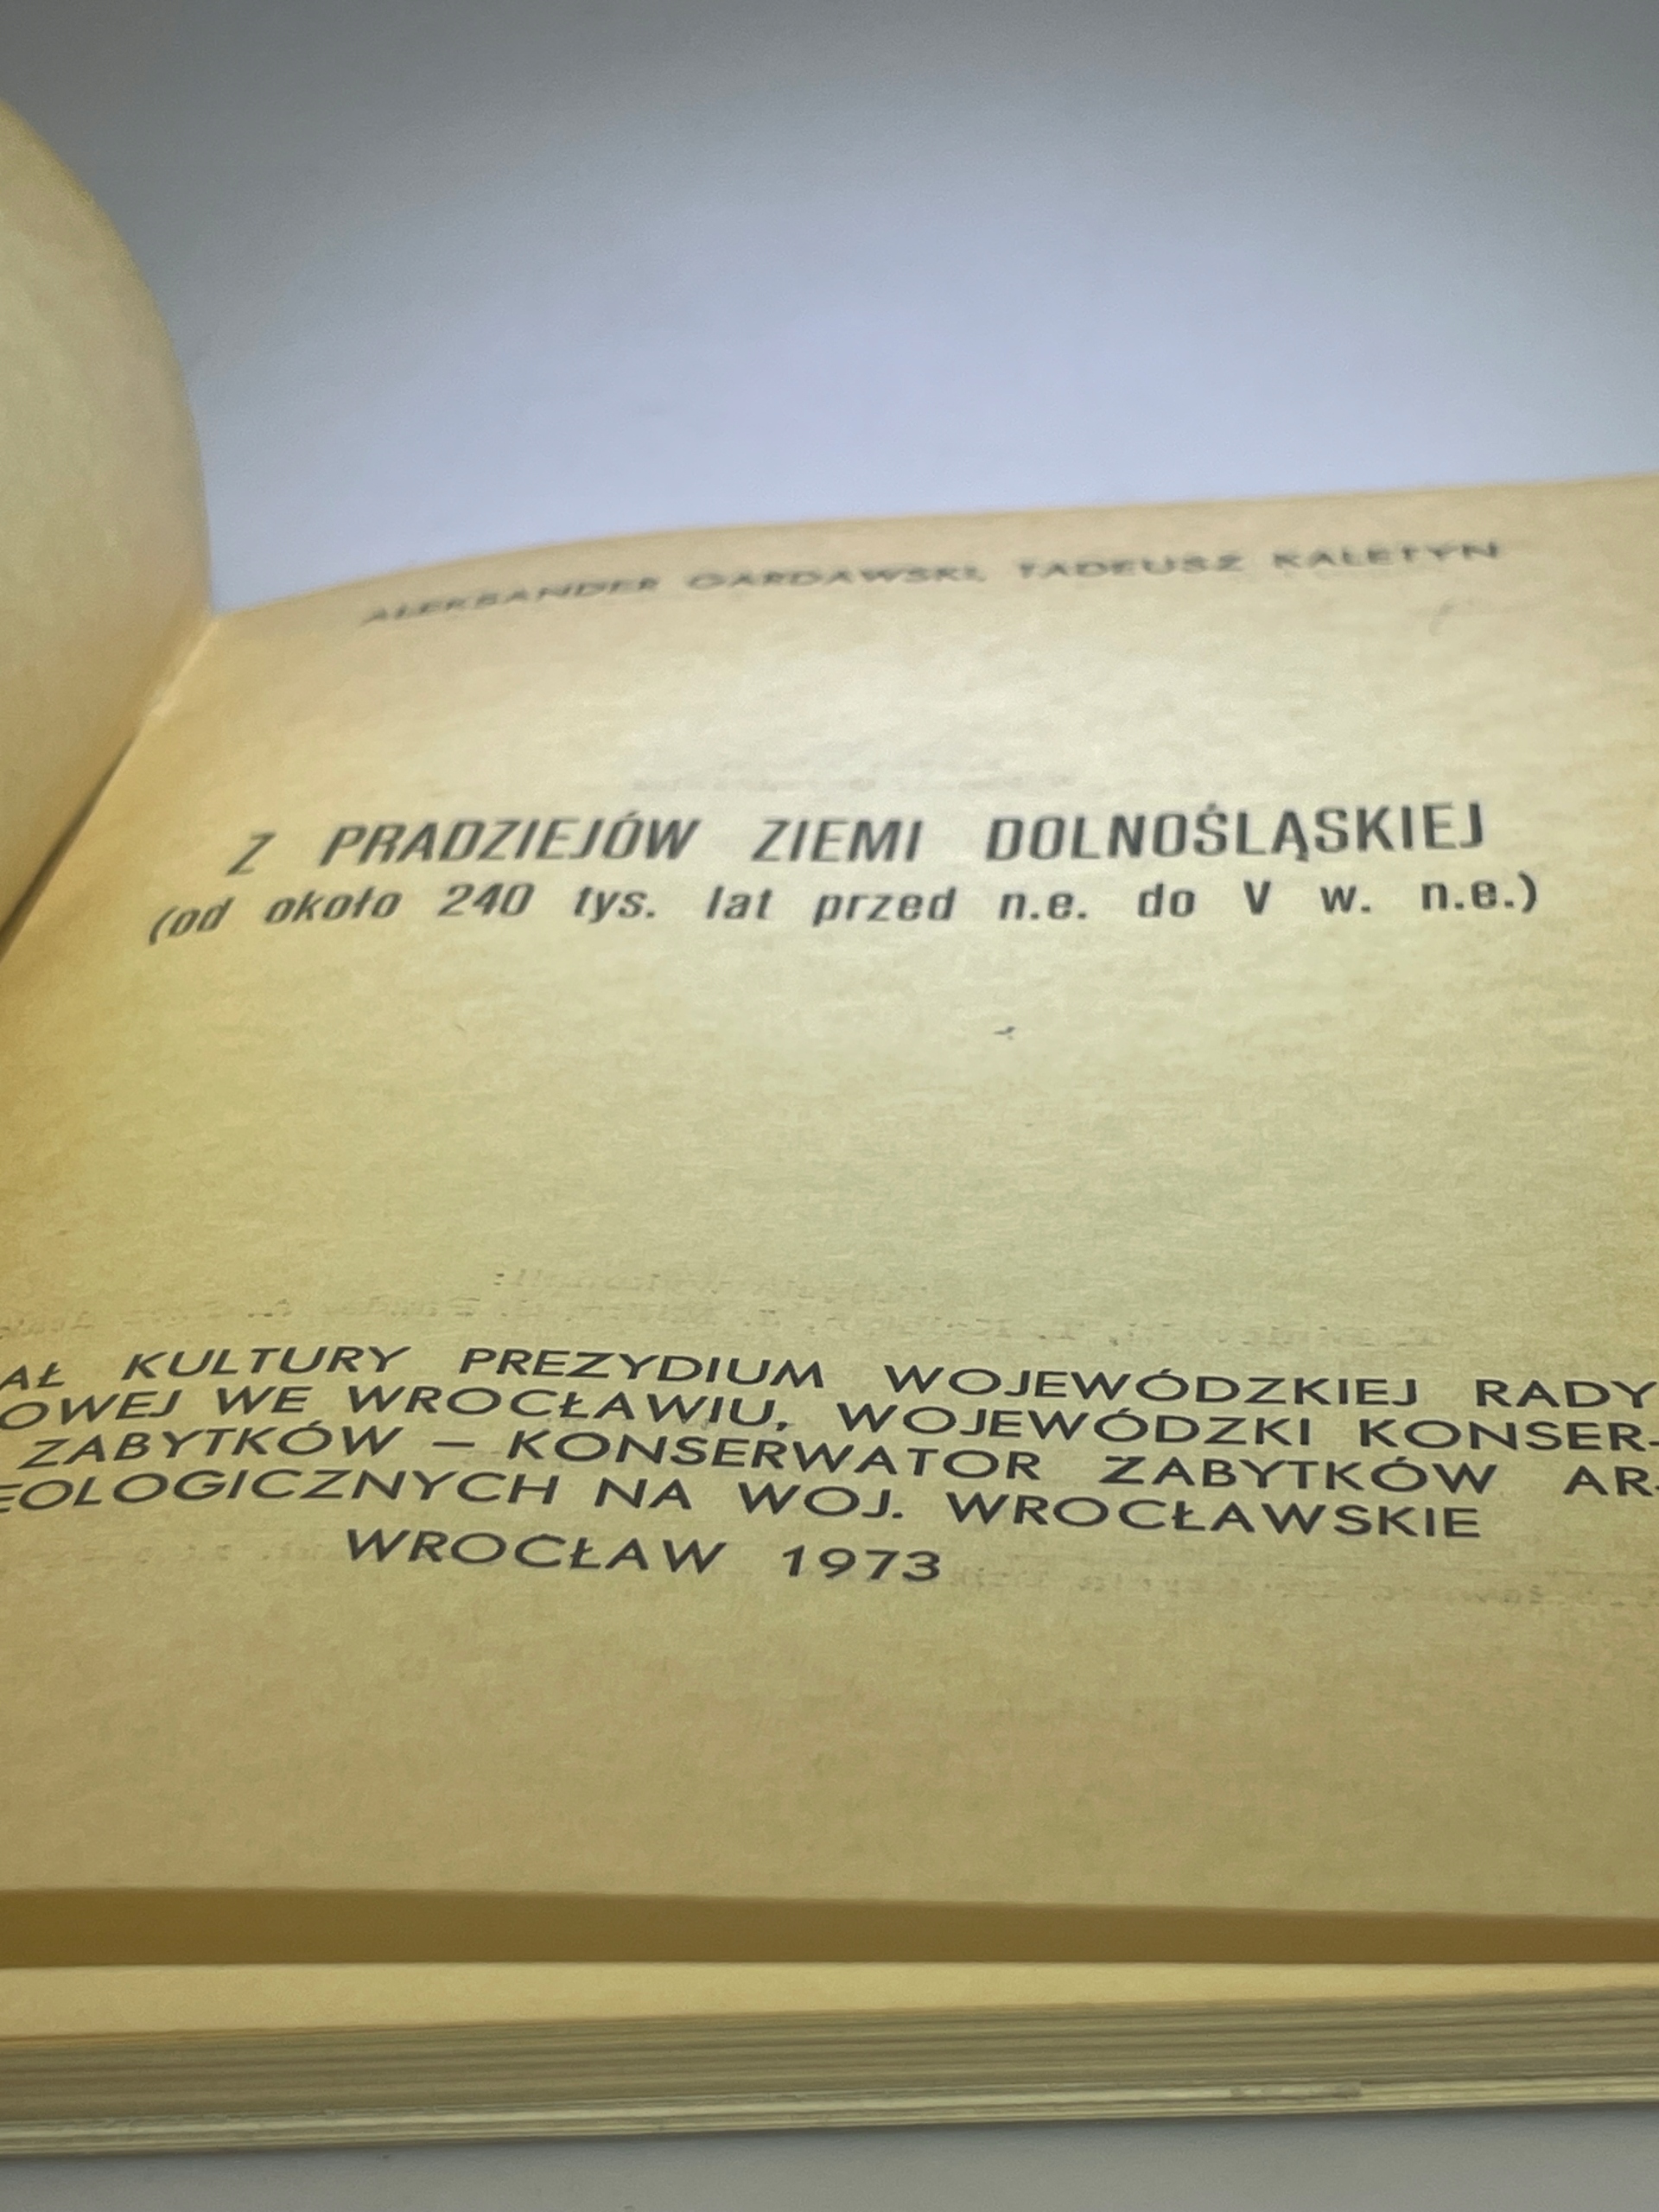 ALEKSANDER GARDAWSKI, TADEUSZ KALETYN
Z PRADZIEJÓW ZIEMI DOLNOŚLĄSKIEJ
(od około 240 tys. lat przed n.e. do V w. n.e.)
AŁ KULTURY PREZYDIUM WOJEWÓDZKIEJ RADY
OWEJ WE WROCŁAWIU, WOJEWÓDZKI KONSER-
ZABYTKÓW — KONSERWATOR ZABYTKÓW AR-
EOLOGICZNYCH NA WOJ. WROCŁAWSKIE
WROCŁAW 1973